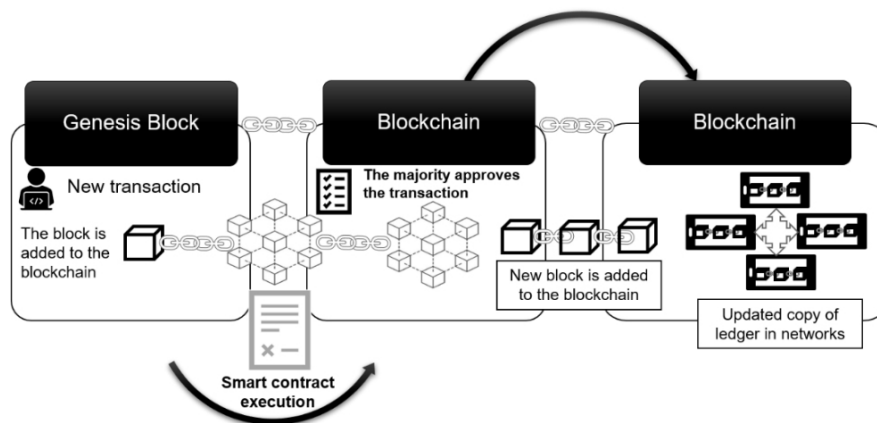 Genesis Block
Blockchain
Blockchain
New transaction
The block is
added to the
blockchain
The majority approves
the transaction
New block is added
to the blockchain
Updated copy of
ledger in networks
Smart contract
execution